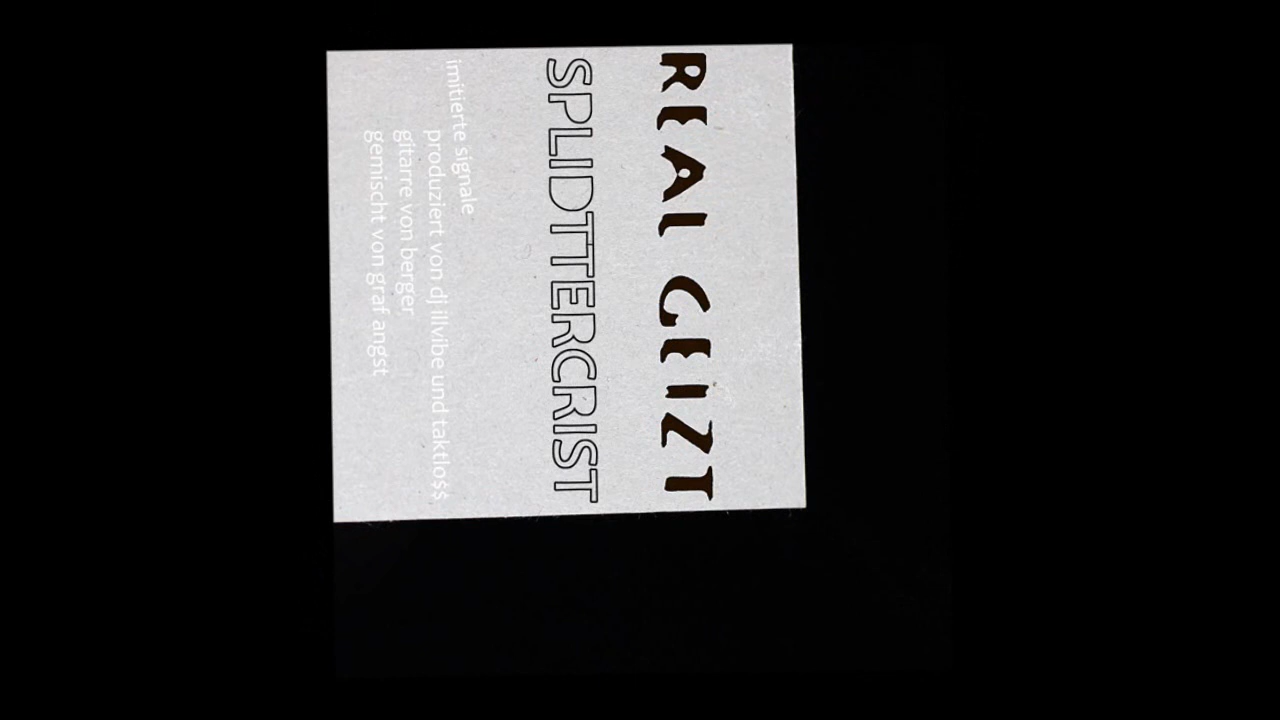 REAL GEIZT
SPLIDTTERCRIST
imitierte signale
produziert von dj illvibe und taktlo$$
gitarre von berger
gemischt von graf angst